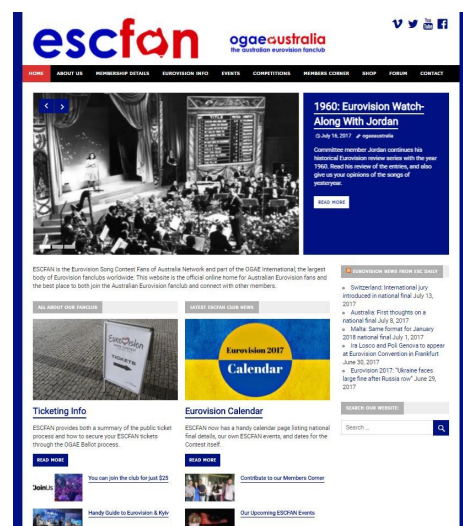 escfan
ogaeaustralia
the australian eurovision fanclub
HOME ABOUT US MEMBERSHIP DETAILS EUROVISION INFO EVENTS COMPETITIONS MEMBERS CORNER SHOP FORUM CONTACT
1960: Eurovision Watch-
Along With Jordan
July 16, 2017 ogaeaustralia
Committee member Jordan continues his
historical Eurovision review series with the year
1960. Read his review of the entries, and also
give us your opinions of the songs of
yesteryear.
READ MORE
ESCFAN is the Eurovision Song Contest Fans of Australia Network and part of the OGAE International; the largest
body of Eurovision fanclubs worldwide. This website is the official online home for Australian Eurovision fans and
the best place to both join the Australian Eurovision fanclub and connect with other members.
ALL ABOUT OUR FANCLUB
Eurovision
TICKETS
Ticketing Info
ESCFAN provides both a summary of the public ticket
process and how to secure your ESCFAN tickets
through the OGAE Ballot process.
READ MORE
JoinUs
You can join the club for just $25
Handy Guide to Eurovision & Kyiv
LATEST ESCFAN CLUB NEWS
Eurovision 2017
Calendar
Eurovision Calendar
ESCFAN now has a handy calendar page listing national
final details, our own ESCFAN events, and dates for the
Contest itself.
READ MORE
Contribute to our Members Corner
Our Upcoming ESCFAN Events
EUROVISION NEWS FROM ESC DAILY
Switzerland: International jury
introduced in national final July 13,
2017
Australia: First thoughts on a
national final July 8, 2017
Malta: Same format for January
2018 national final July 1, 2017
Ira Losco and Poli Genova to appear
at Eurovision Convention in Frankfurt
June 30, 2017
Eurovision 2017: "Ukraine faces
large fine after Russia row" June 29,
2017
SEARCH OUR WEBSITE:
Search …